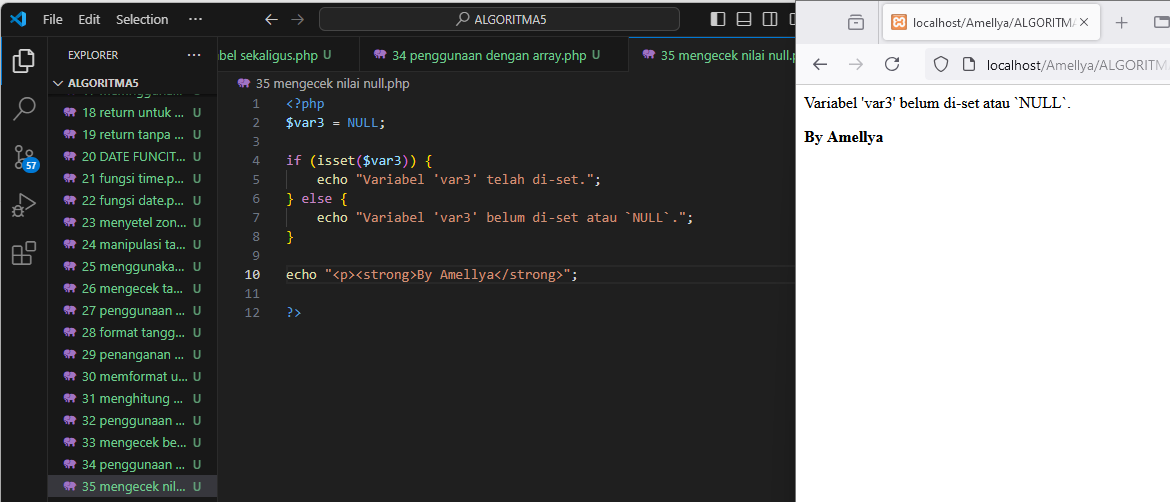 File Edit Selection ··· ALGORITMA5
EXPLORER ···
ALGORITMA5
18 return untuk ... U
19 return tanpa ... U
20 DATE FUNCIT... U
21 fungsi time.p... U
22 fungsi date.p... U
23 menyetel zon... U
24 manipulasi ta... U
25 menggunaka... U
26 mengecek ta... U
27 penggunaan ... U
28 format tangg... U
29 penanganan ... U
30 memformat u... U
31 menghitung ... U
32 penggunaan ... U
33 mengecek be... U
34 penggunaan ... U
35 mengecek nil... U
57
bel sekaligus.php U
34 penggunaan dengan array.php U
35 mengecek nilai null.p
35 mengecek nilai null.php
1 <?php
2 $var3 = NULL;
3
4 if (isset($var3)) {
5 echo "Variabel 'var3' telah di-set.";
6 } else {
7 echo "Variabel 'var3' belum di-set atau `NULL`.";
8 }
9
10 echo "<p><strong>By Amellya</strong>";
11
12 ?>
localhost/Amellya/ALGORITMA
localhost/Amellya/ALGORITM
Variabel 'var3' belum di-set atau `NULL`.
By Amellya